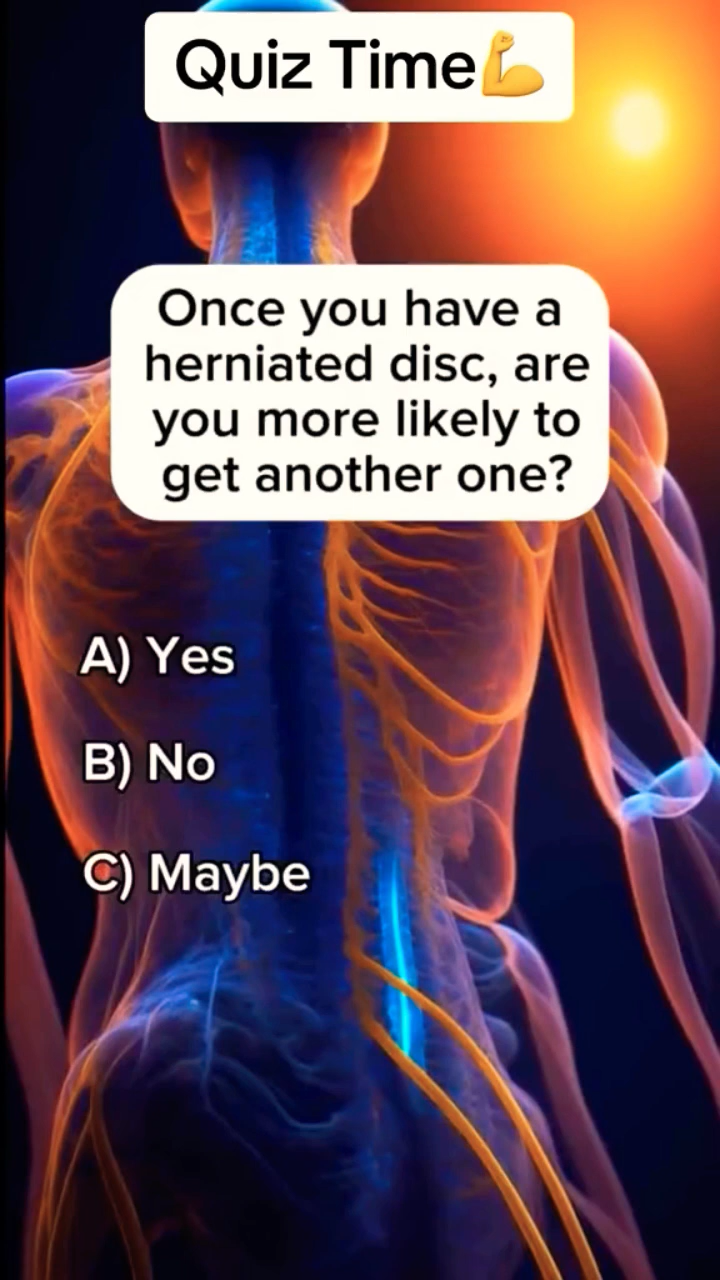 Quiz Time💪
Once you have a
herniated disc, are
you more likely to
get another one?
A) Yes
B) No
C) Maybe